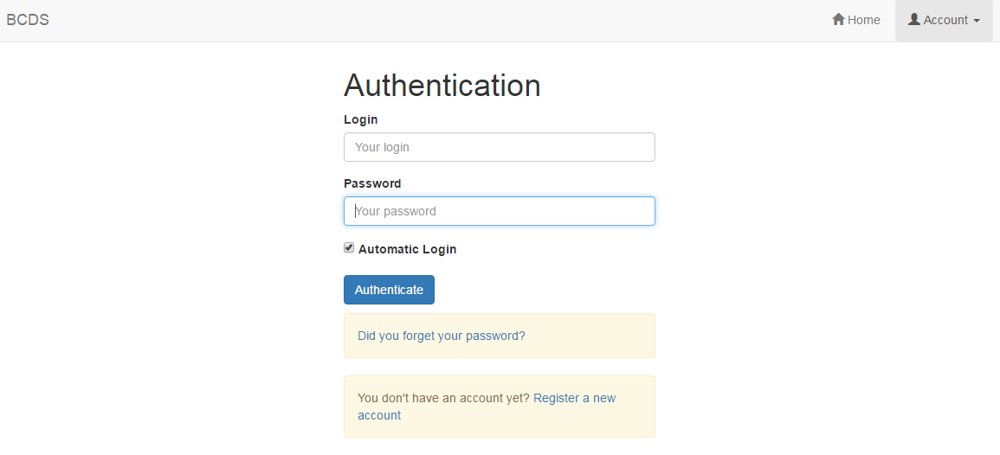 BCDS
Home
Account
Authentication
Login
Your login
Password
Your password
Automatic Login
Authenticate
Did you forget your password?
You don't have an account yet? Register a new
account